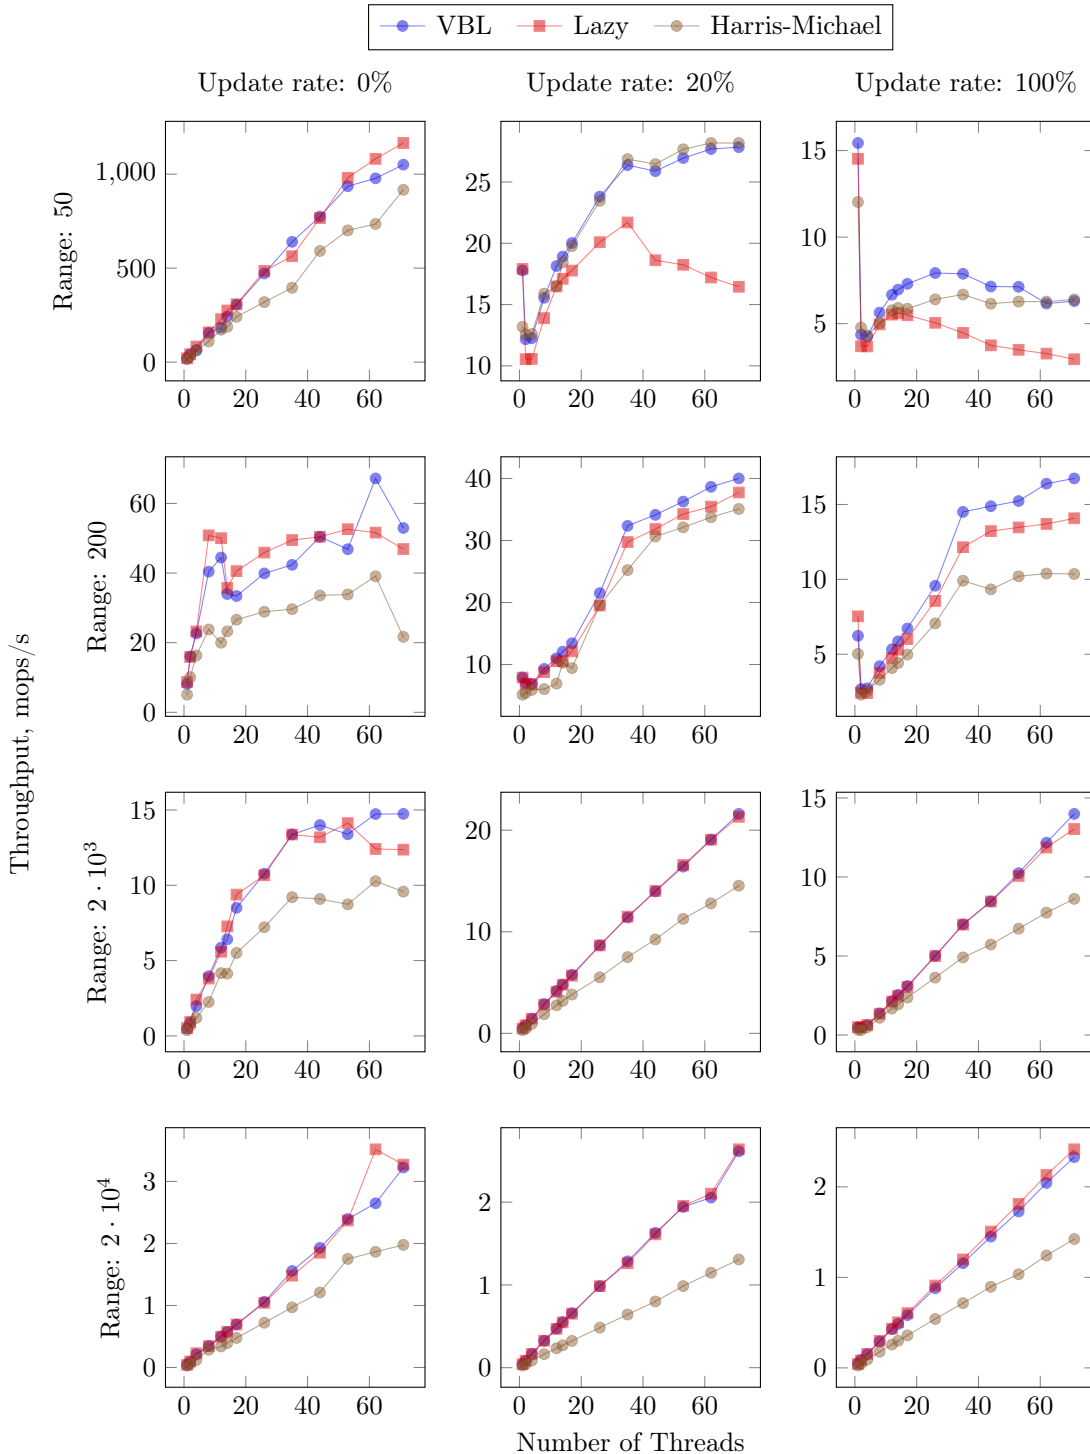 VBL Lazy Harris-Michael
Update rate: 0% Update rate: 20% Update rate: 100%
Throughput, mops/s
Range: 50
0 500 1,000
0 20 40 60
10 15 20 25
0 20 40 60
5 10 15
0 20 40 60
Range: 200
0 20 40 60
0 20 40 60
10 20 30 40
0 20 40 60
5 10 15
0 20 40 60
Range: 2 · 10³
0 5 10 15
0 20 40 60
0 10 20
0 20 40 60
0 5 10 15
0 20 40 60
Range: 2 · 10⁴
0 1 2 3
0 20 40 60
0 1 2
0 20 40 60
0 1 2
0 20 40 60
Number of Threads